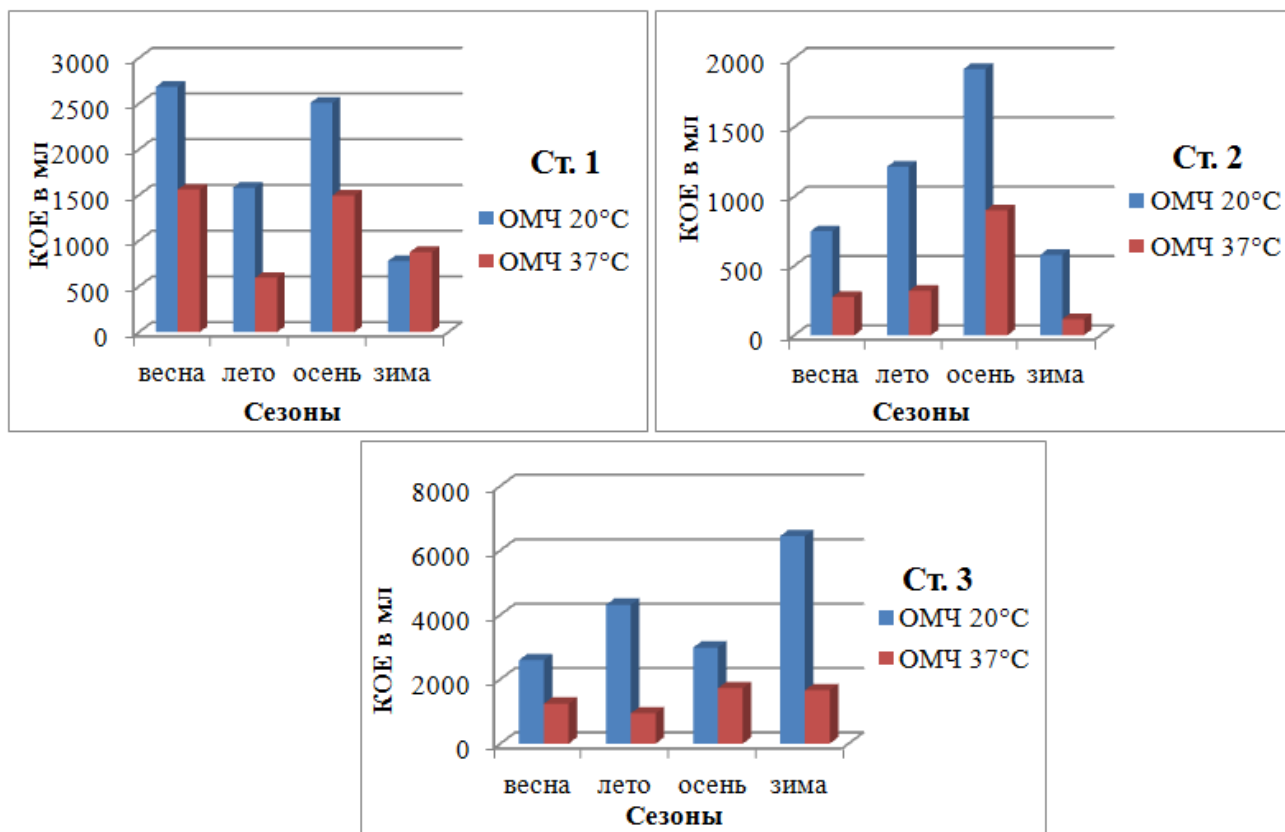 3000
2500
2000
1500
1000
500
0
КОЕ в мл
весна лето осень зима
Сезоны
Ст. 1
ОМЧ 20°С
ОМЧ 37°С
2000
1500
1000
500
0
КОЕ в мл
весна лето осень зима
Сезоны
Ст. 2
ОМЧ 20°С
ОМЧ 37°С
8000
6000
4000
2000
0
КОЕ в мл
весна лето осень зима
Сезоны
Ст. 3
ОМЧ 20°С
ОМЧ 37°С